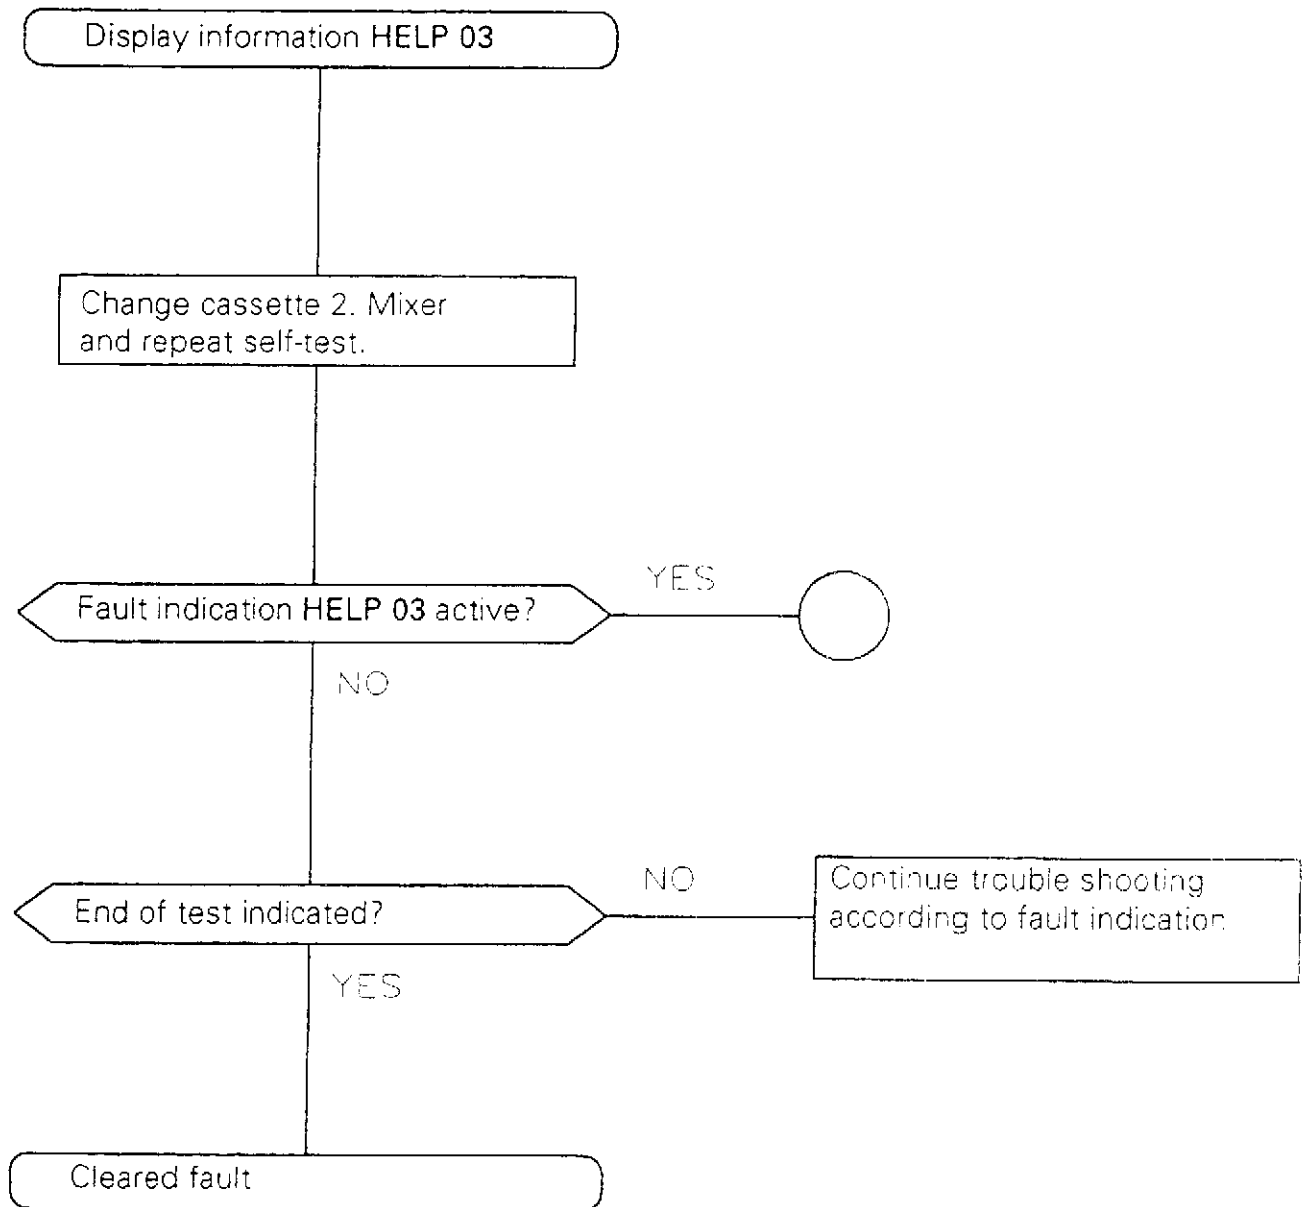 Display information HELP 03
Change cassette 2. Mixer
and repeat self-test.
YES
Fault indication HELP 03 active?
NO
NO
Continue trouble shooting
according to fault indication
End of test indicated?
YES
Cleared fault